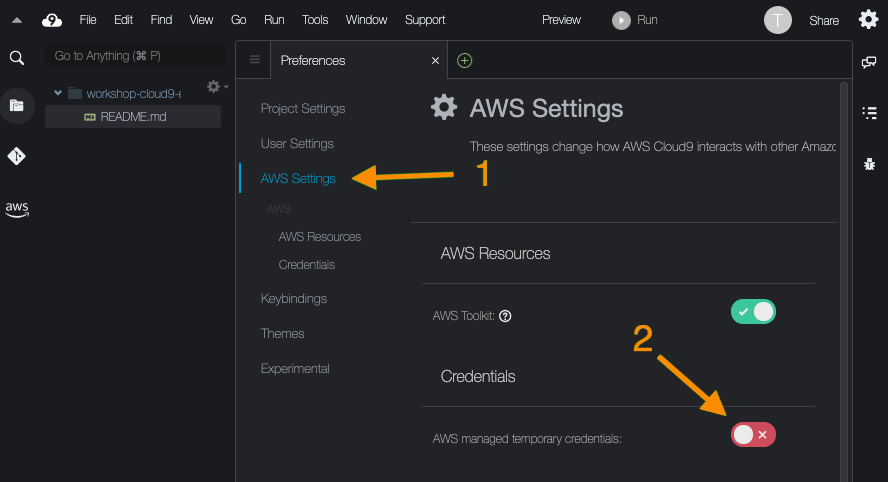 9 File Edit Find View Go Run Tools Window Support Preview Run T Share
Go to Anything (⌘ P)
Preferences
workshop-cloud9-e
README.md
aws
Project Settings
User Settings
AWS Settings
AWS
AWS Resources
Credentials
Keybindings
Themes
Experimental
1
AWS Settings
These settings change how AWS Cloud9 interacts with other Amazo
AWS Resources
AWS Toolkit: ?
2
Credentials
AWS managed temporary credentials: